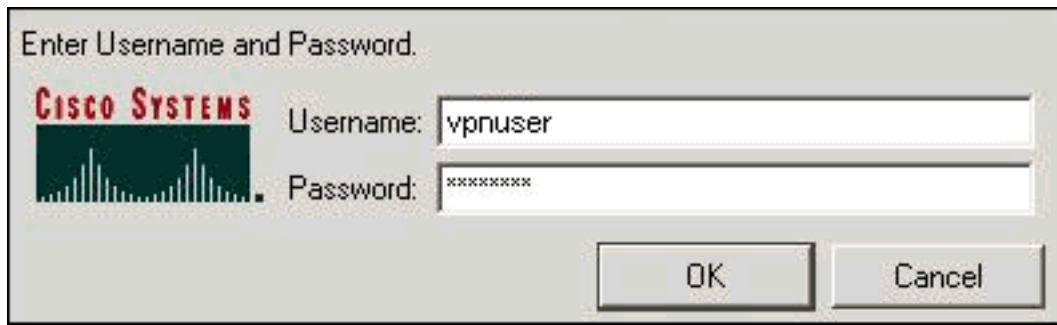 Enter Username and Password.
CISCO SYSTEMS
Username: vpnuser
Password: ********
OK Cancel